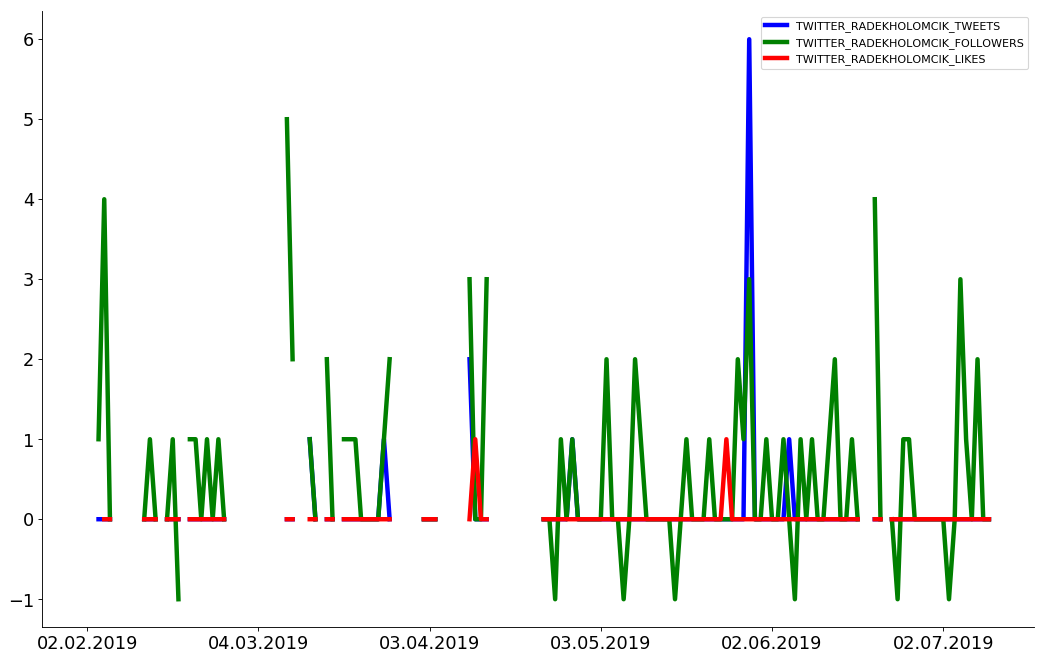 TWITTER_RADEKHOLOMCIK_TWEETS
TWITTER_RADEKHOLOMCIK_FOLLOWERS
TWITTER_RADEKHOLOMCIK_LIKES
6
5
4
3
2
1
0
−1
02.02.2019 04.03.2019 03.04.2019 03.05.2019 02.06.2019 02.07.2019